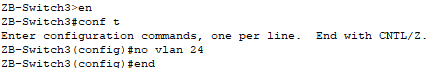 ZB-Switch3>en
ZB-Switch3#conf t
Enter configuration commands, one per line.  End with CNTL/Z.
ZB-Switch3(config)#no vlan 24
ZB-Switch3(config)#end